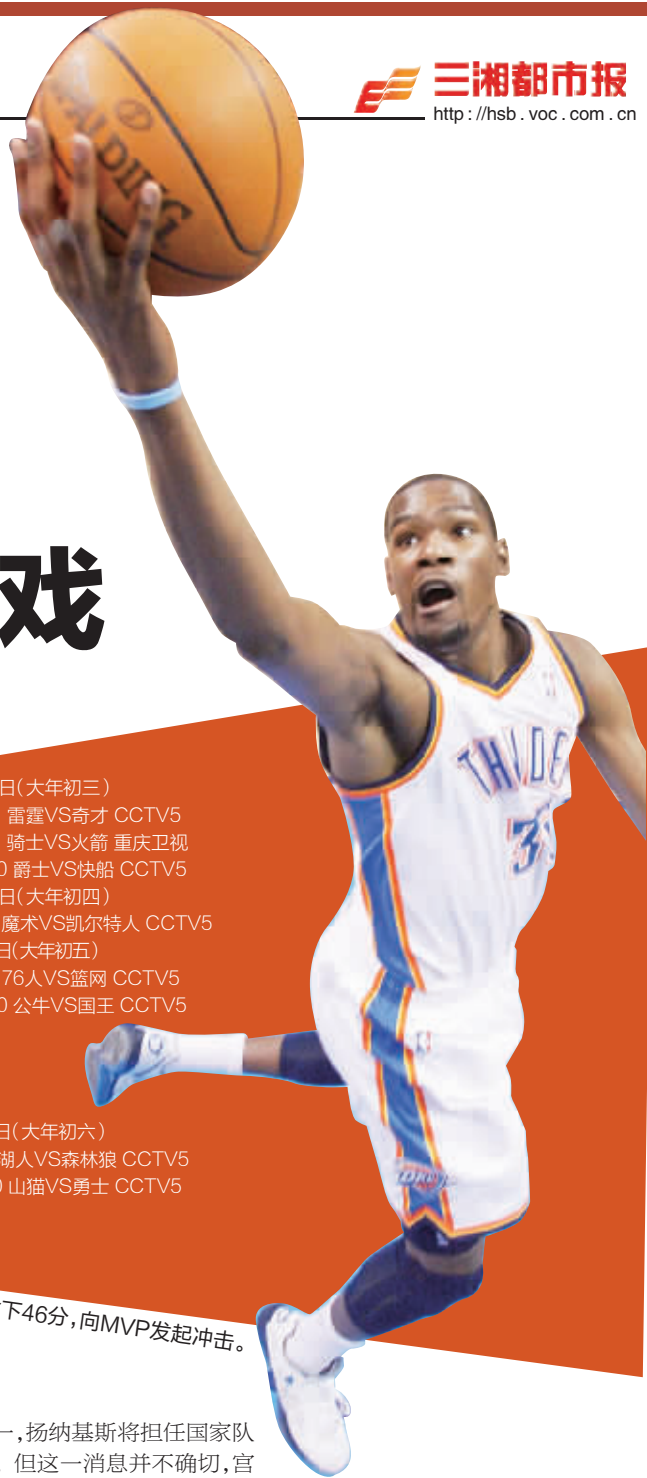 三湘都市报
http://hsb.voc.com.cn
SPALDING
戏
THUNDE
35
日(大年初三)
雷霆VS奇才 CCTV5
骑士VS火箭 重庆卫视
0 爵士VS快船 CCTV5
日(大年初四)
魔术VS凯尔特人 CCTV5
日(大年初五)
76人VS篮网 CCTV5
0 公牛VS国王 CCTV5
日(大年初六)
湖人VS森林狼 CCTV5
0 山猫VS勇士 CCTV5
下46分,向MVP发起冲击。
一,扬纳基斯将担任国家队
但这一消息并不确切,宫